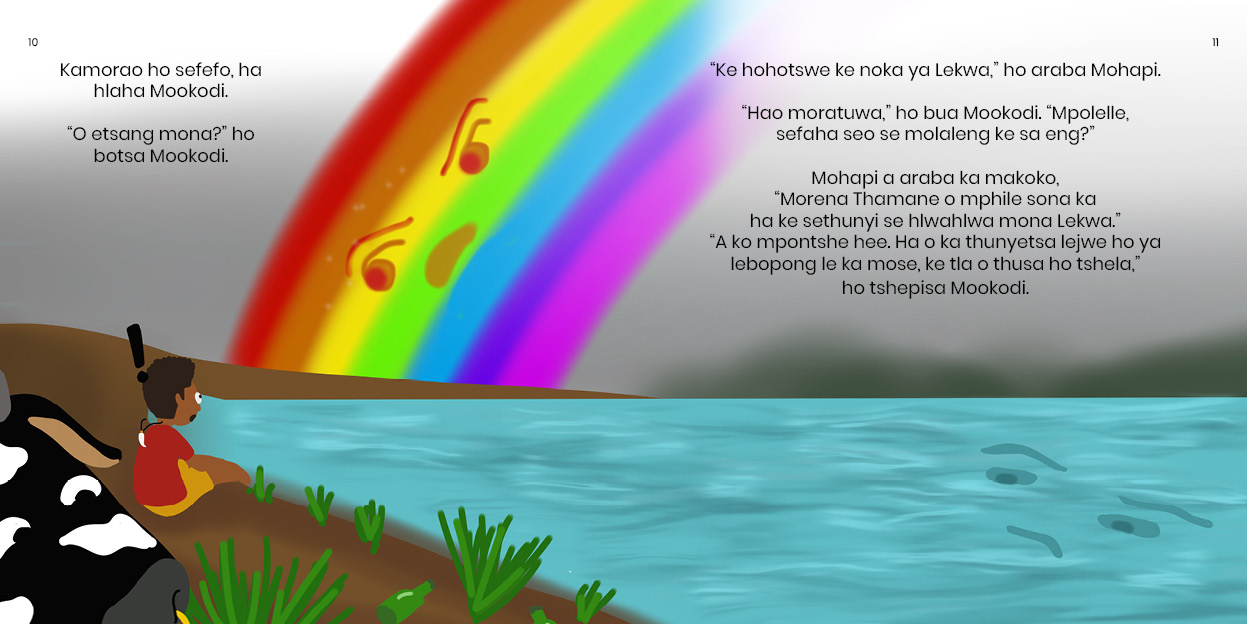 10
Kamorao ho sefefo, ha
hlaha Mookodi.
“O etsang mona?” ho
botsa Mookodi.
11
“Ke hohotswe ke noka ya Lekwa,” ho araba Mohapi.
“Hao moratuwa,” ho bua Mookodi. “Mpolelle,
sefaha seo se molaleng ke sa eng?”
Mohapi a araba ka makoko,
“Morena Thamane o mphile sona ka
ha ke sethunyi se hlwahlwa mona Lekwa.”
“A ko mpontshe hee. Ha o ka thunyetsa lejwe ho ya
lebopong le ka mose, ke tla o thusa ho tshela,”
ho tshepisa Mookodi.